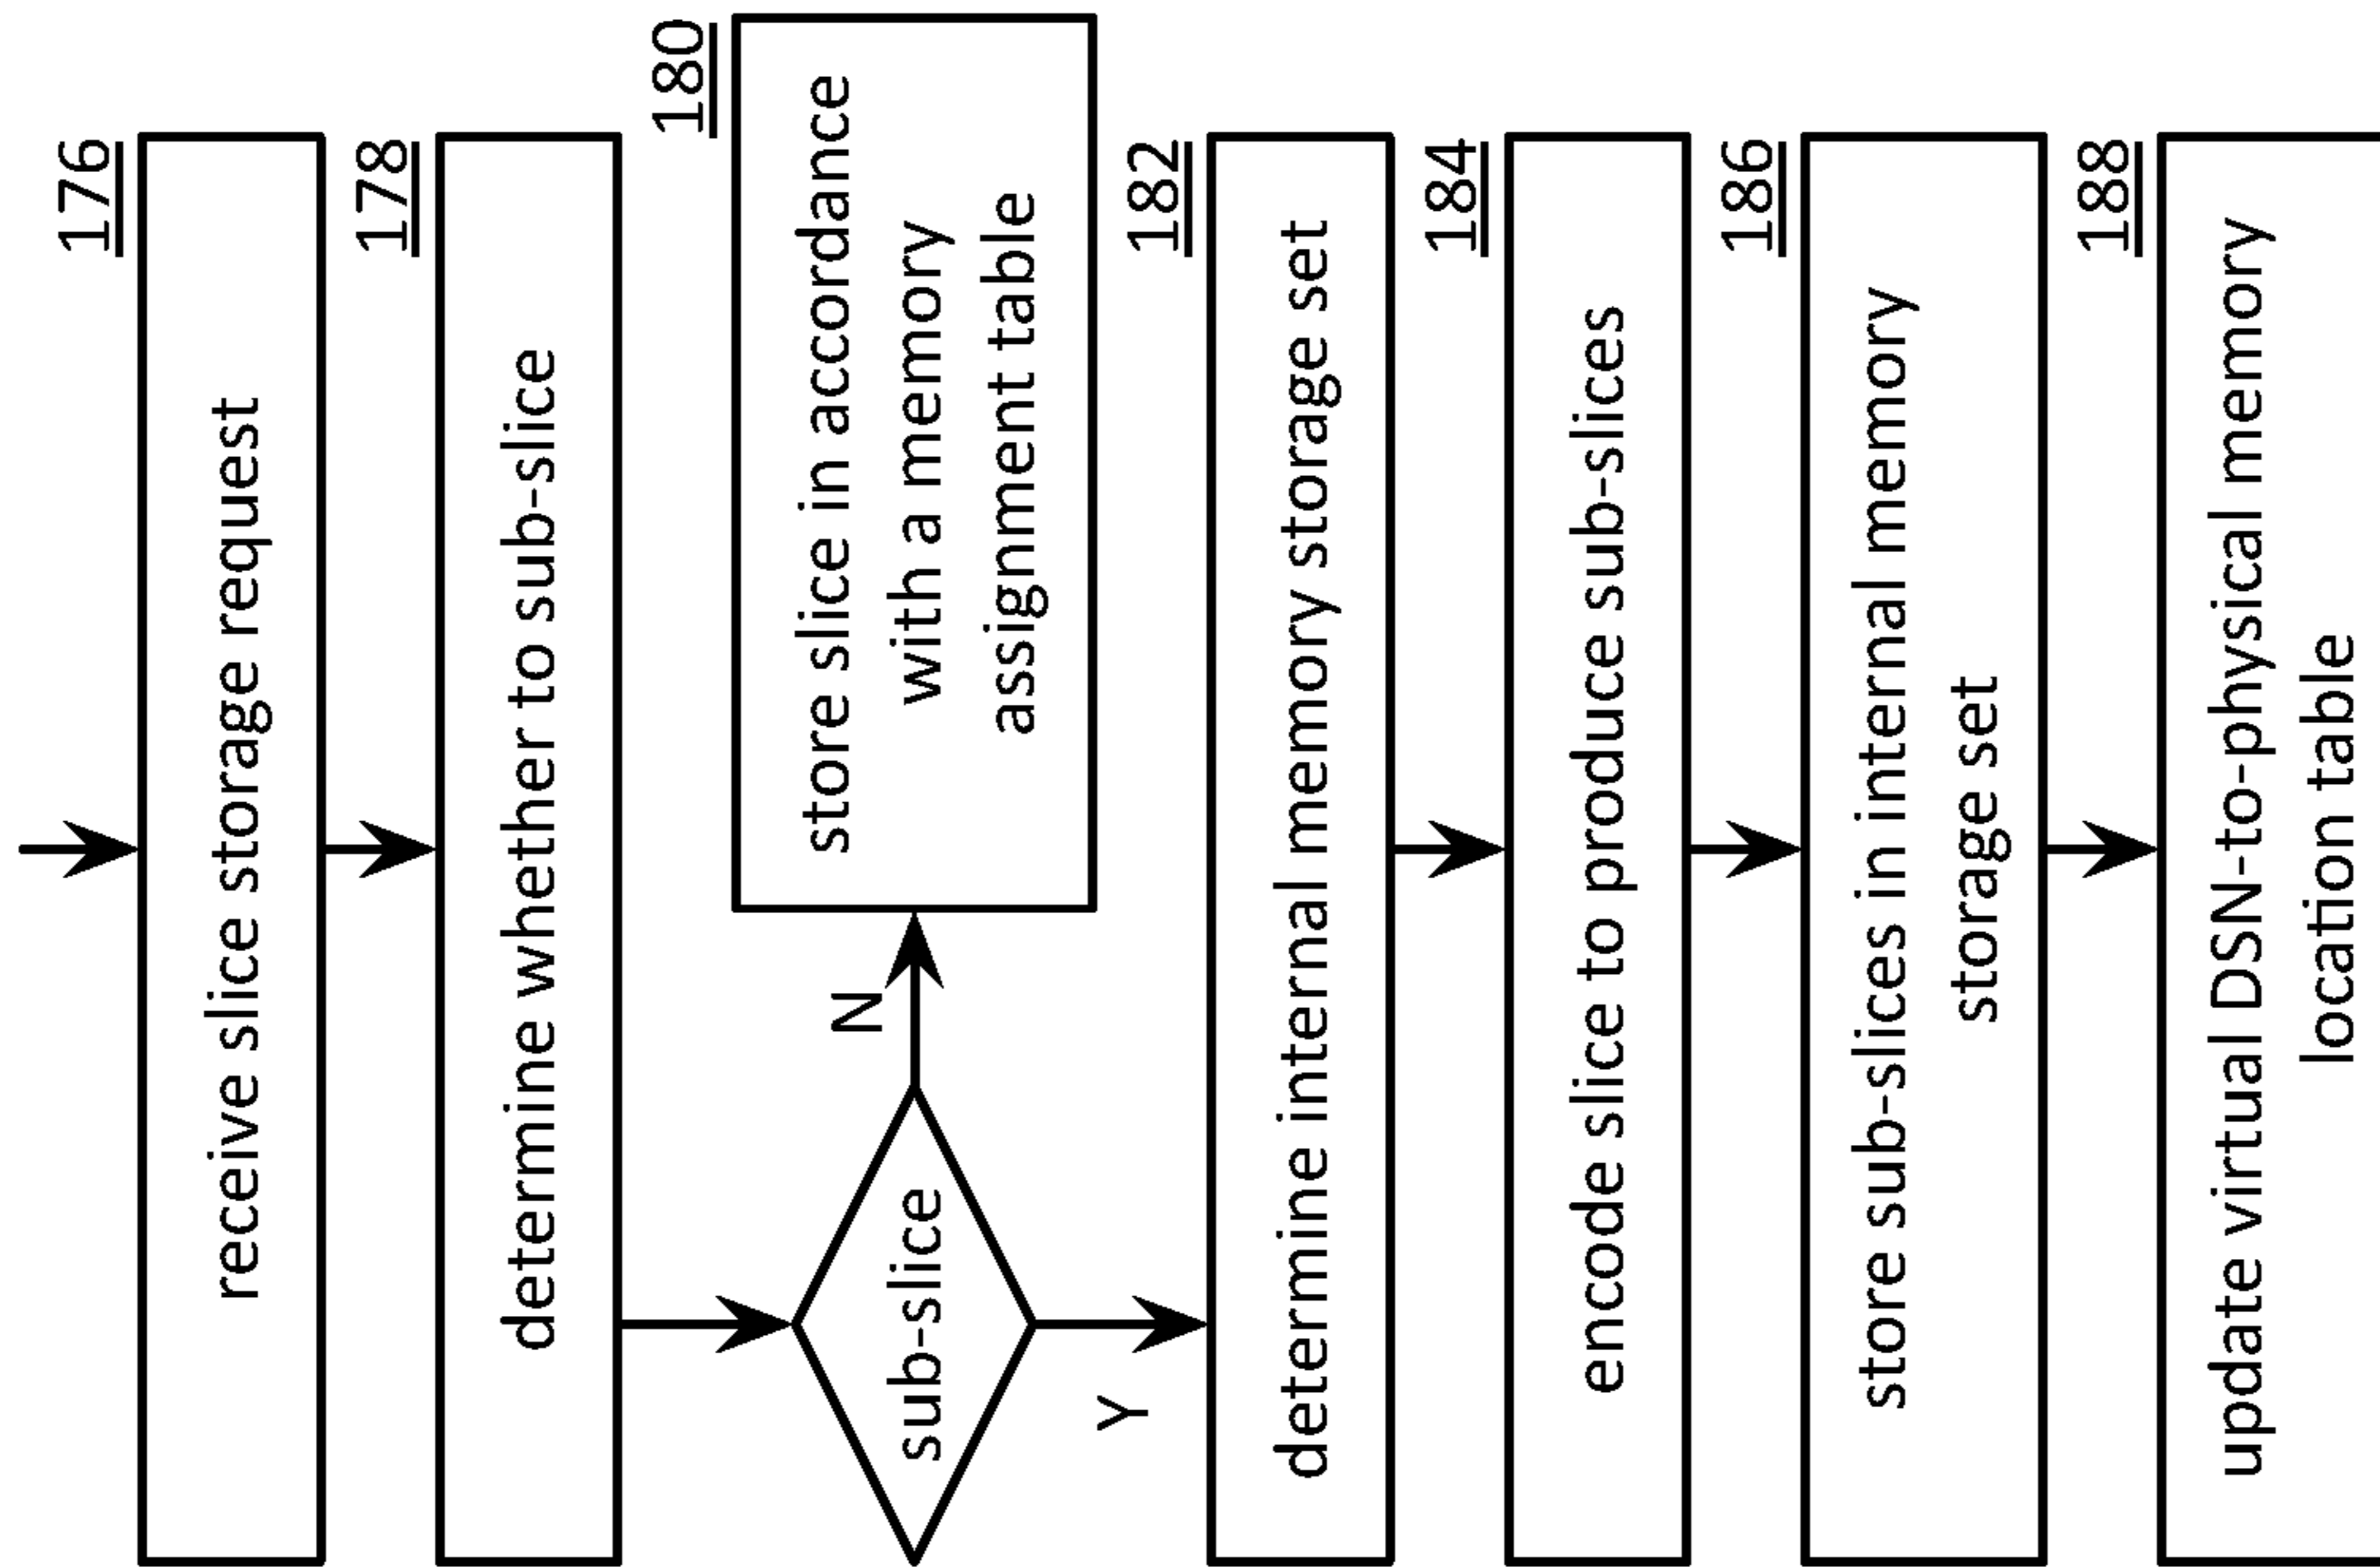 176
receive slice storage request
178
determine whether to sub-slice
sub-slice
N
Y
180
store slice in accordance
with a memory
assignment table
182
determine internal memory storage set
184
encode slice to produce sub-slices
186
store sub-slices in internal memory
storage set
188
update virtual DSN-to-physical memory
location table